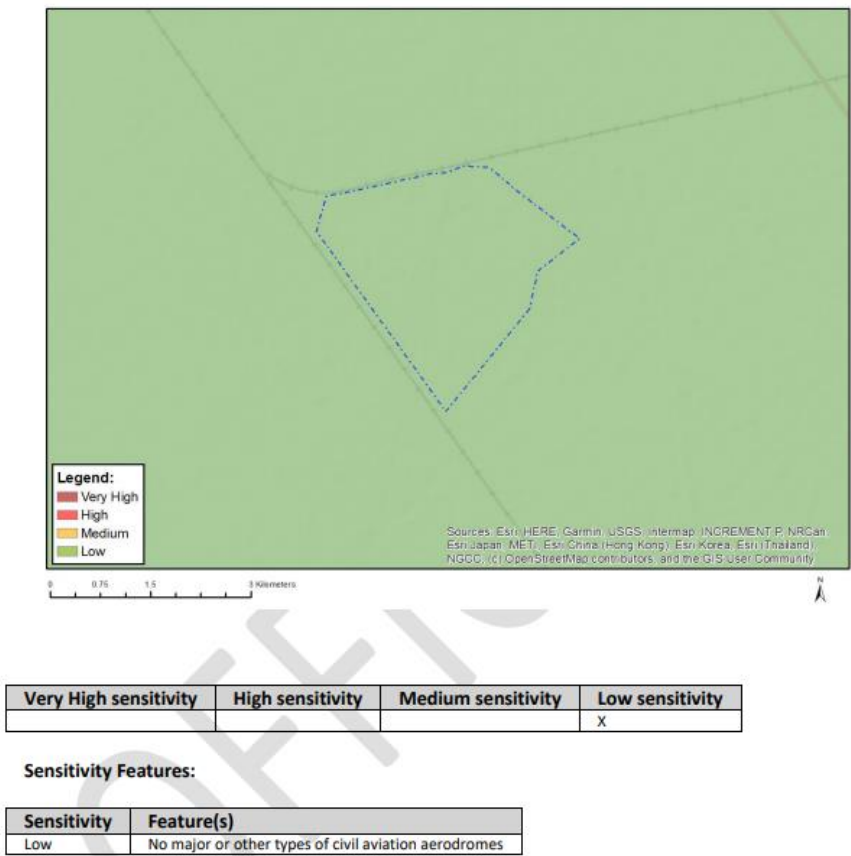 Legend:
Very High
High
Medium
Low
Sources: Esri, HERE, Garmin, USGS, Intermap, INCREMENT P, NRCan,
Esri Japan, METI, Esri China (Hong Kong), Esri Korea, Esri (Thailand),
NGCC, (c) OpenStreetMap contributors, and the GIS User Community
0 0.75 1.5 3 Kilometers
N
Very High sensitivity High sensitivity Medium sensitivity Low sensitivity
X
Sensitivity Features:
Sensitivity Feature(s)
Low No major or other types of civil aviation aerodromes